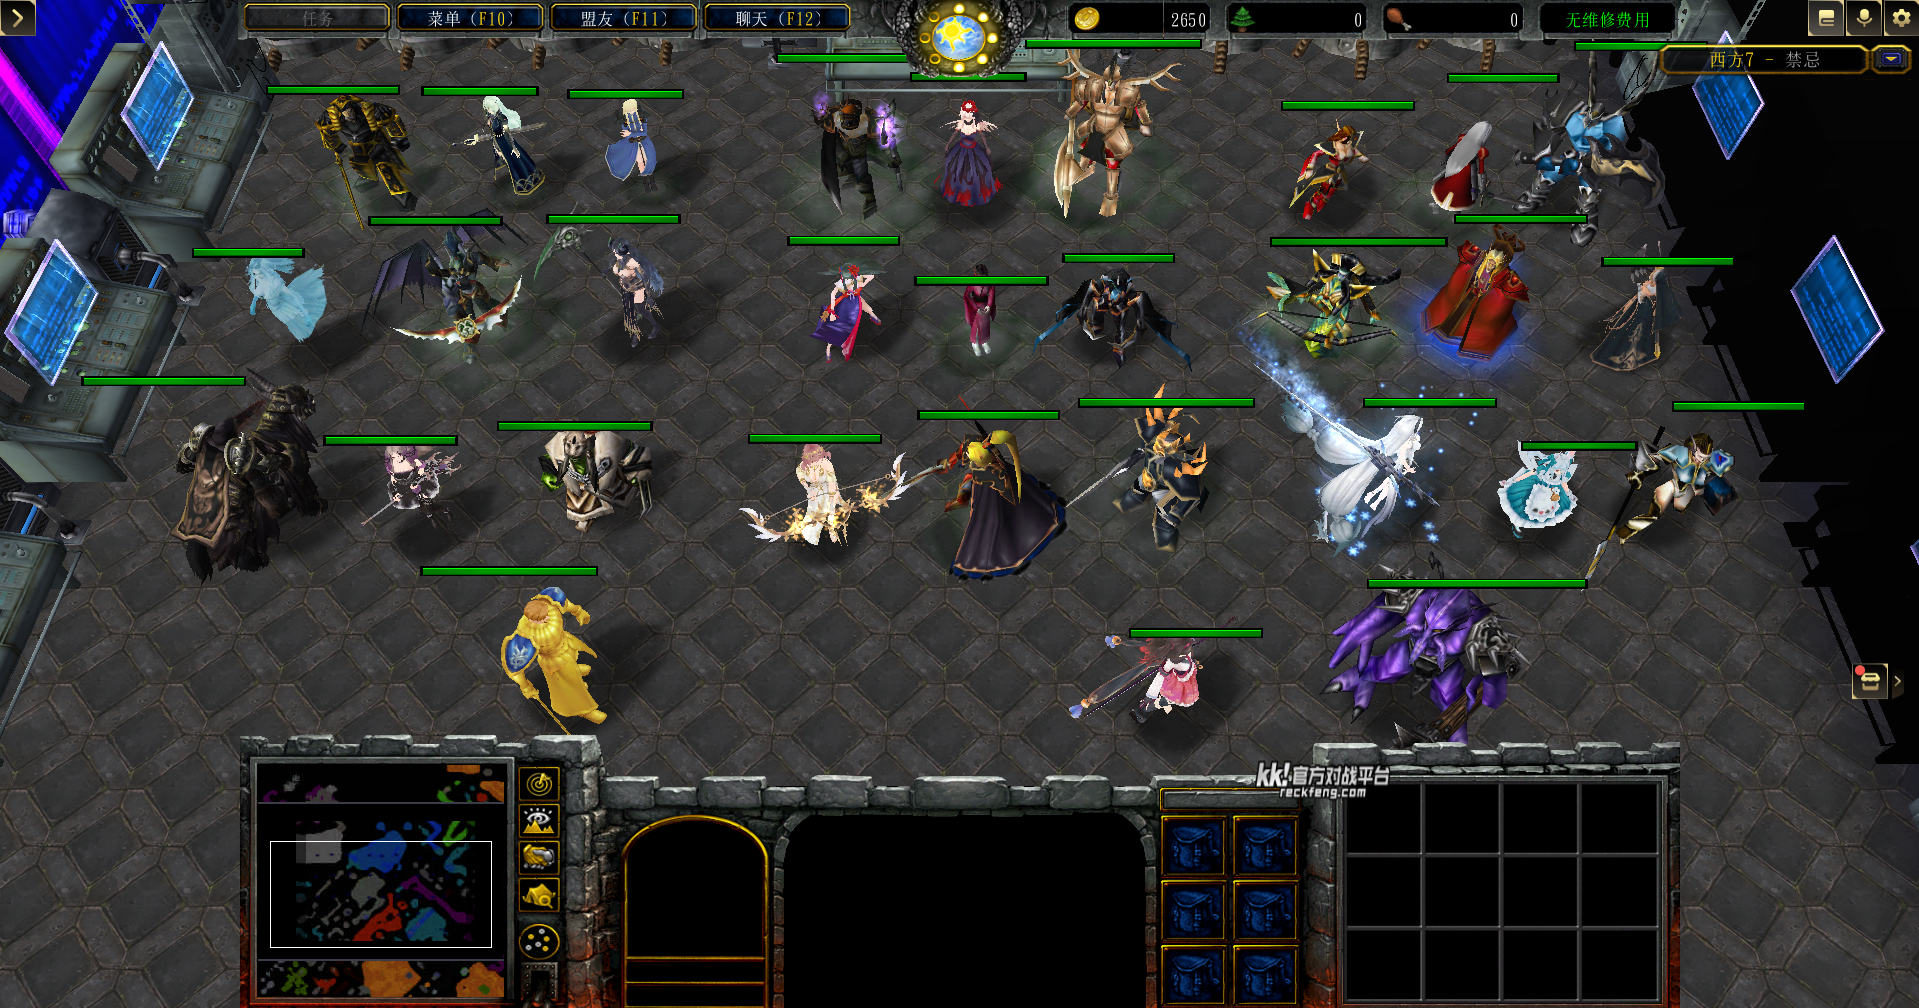 任务
菜单 (F10)
盟友 (F11)
聊天 (F12)
2650
0
0
无维修费用
西方7 - 禁忌
kk!官方对战平台
reckfeng.com